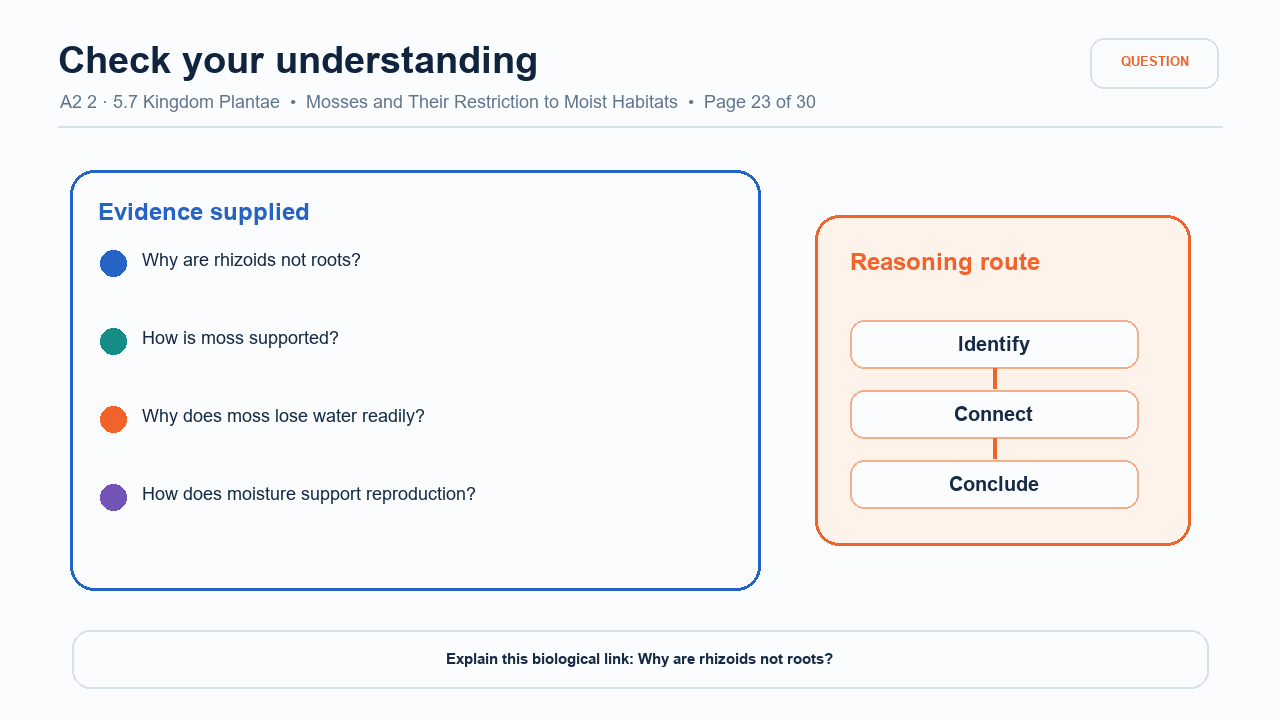 Check your understanding
QUESTION
A2 2 · 5.7 Kingdom Plantae • Mosses and Their Restriction to Moist Habitats • Page 23 of 30
Evidence supplied
Why are rhizoids not roots?
How is moss supported?
Why does moss lose water readily?
How does moisture support reproduction?
Reasoning route
Identify
Connect
Conclude
Explain this biological link: Why are rhizoids not roots?